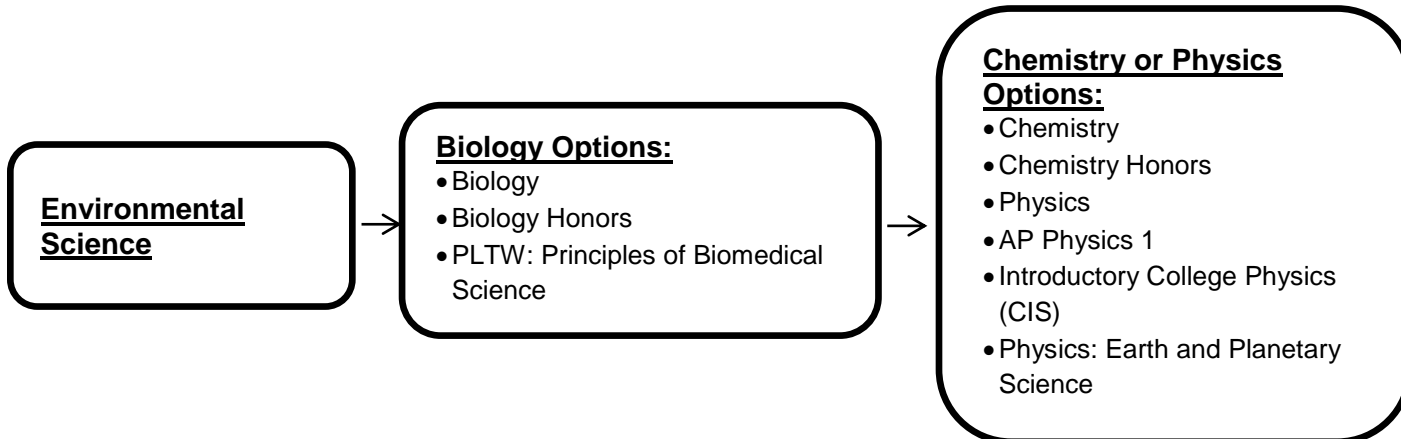 Environmental
Science
Biology Options:
• Biology
• Biology Honors
• PLTW: Principles of Biomedical
Science
Chemistry or Physics
Options:
• Chemistry
• Chemistry Honors
• Physics
• AP Physics 1
• Introductory College Physics
(CIS)
• Physics: Earth and Planetary
Science